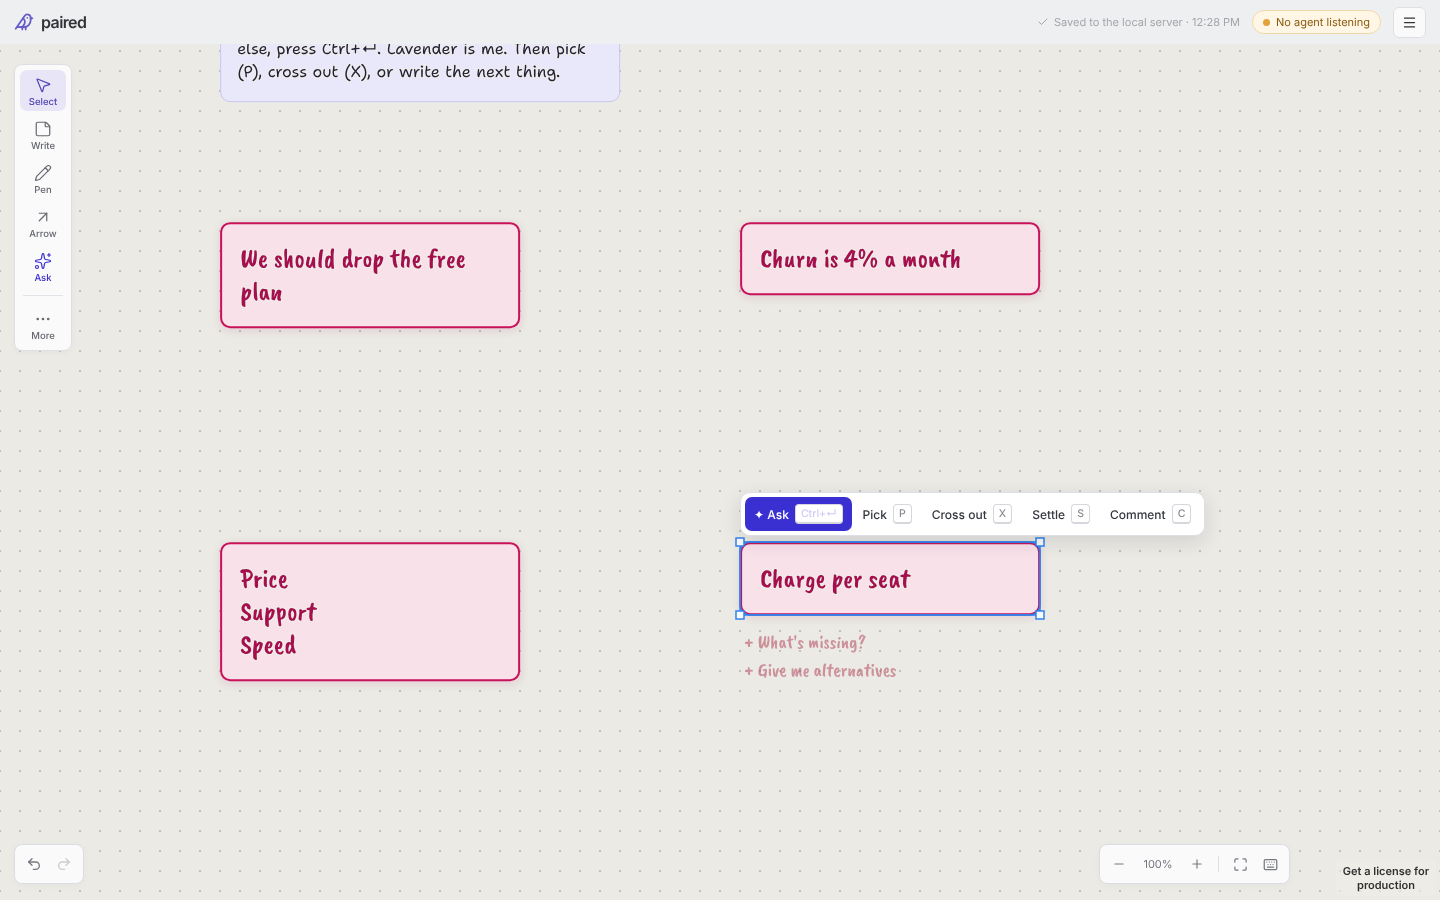 paired
Saved to the local server · 12:28 PM
No agent listening
else, press Ctrl+↵. Lavender is me. Then pick
(P), cross out (X), or write the next thing.
Select
Write
Pen
Arrow
Ask
More
We should drop the free
plan
Churn is 4% a month
Price
Support
Speed
✦ Ask Ctrl+↵ Pick P Cross out X Settle S Comment C
Charge per seat
+ What's missing?
+ Give me alternatives
100%
Get a license for
production